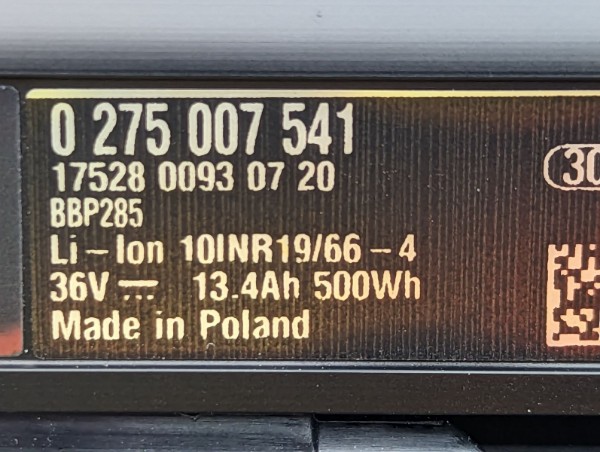 0 275 007 541
17528 0093 07 20
BBP285
Li-Ion 10INR19/66-4
36V ⎓ 13.4Ah 500Wh
Made in Poland
30